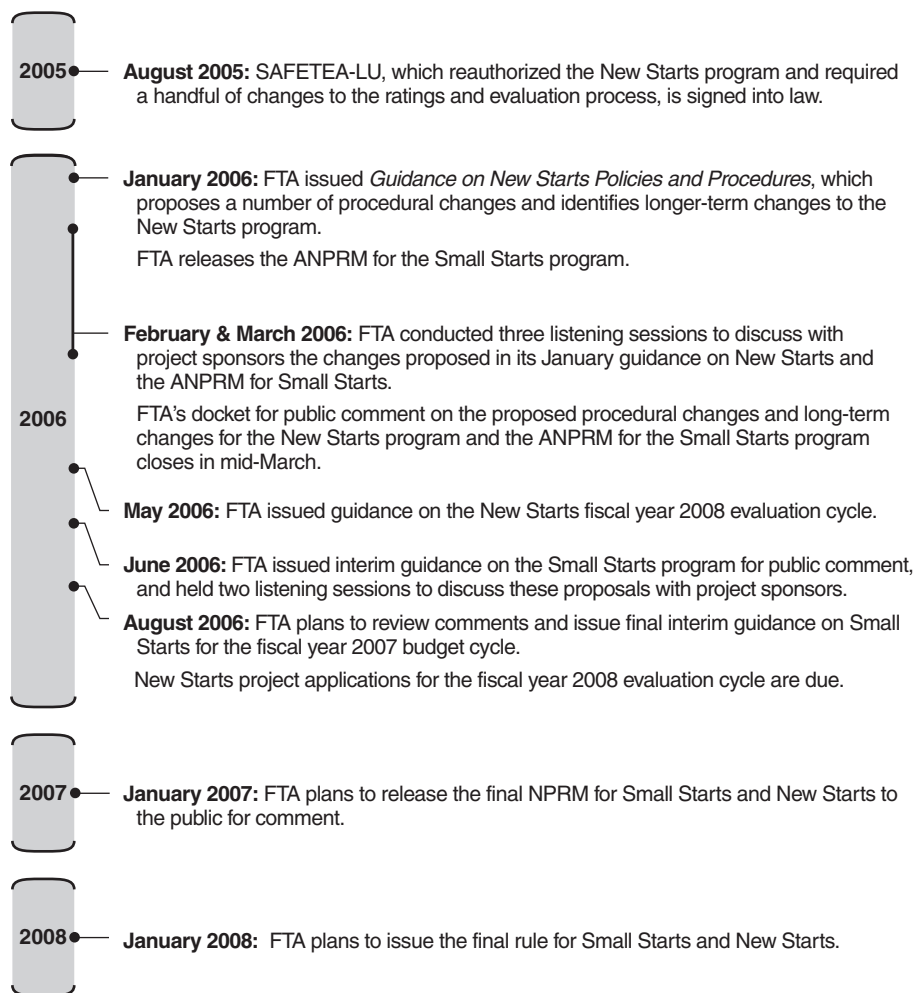 2005
August 2005: SAFETEA-LU, which reauthorized the New Starts program and required
a handful of changes to the ratings and evaluation process, is signed into law.
January 2006: FTA issued Guidance on New Starts Policies and Procedures, which
proposes a number of procedural changes and identifies longer-term changes to the
New Starts program.
FTA releases the ANPRM for the Small Starts program.
February & March 2006: FTA conducted three listening sessions to discuss with
project sponsors the changes proposed in its January guidance on New Starts and
the ANPRM for Small Starts.
2006
FTA's docket for public comment on the proposed procedural changes and long-term
changes for the New Starts program and the ANPRM for the Small Starts program
closes in mid-March.
May 2006: FTA issued guidance on the New Starts fiscal year 2008 evaluation cycle.
June 2006: FTA issued interim guidance on the Small Starts program for public comment,
and held two listening sessions to discuss these proposals with project sponsors.
August 2006: FTA plans to review comments and issue final interim guidance on Small
Starts for the fiscal year 2007 budget cycle.
New Starts project applications for the fiscal year 2008 evaluation cycle are due.
2007
January 2007: FTA plans to release the final NPRM for Small Starts and New Starts to
the public for comment.
2008
January 2008: FTA plans to issue the final rule for Small Starts and New Starts.